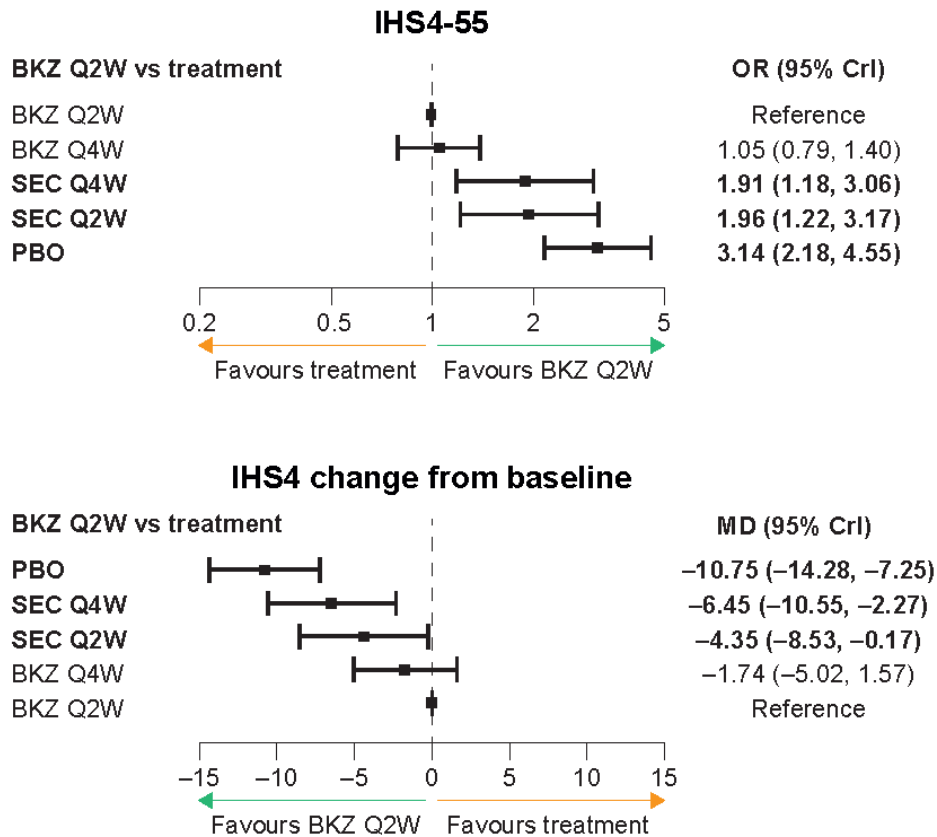 IHS4-55
BKZ Q2W vs treatment OR (95% CrI)
BKZ Q2W Reference
BKZ Q4W 1.05 (0.79, 1.40)
SEC Q4W 1.91 (1.18, 3.06)
SEC Q2W 1.96 (1.22, 3.17)
PBO 3.14 (2.18, 4.55)
0.2 0.5 1 2 5
Favours treatment Favours BKZ Q2W
IHS4 change from baseline
BKZ Q2W vs treatment MD (95% CrI)
PBO –10.75 (–14.28, –7.25)
SEC Q4W –6.45 (–10.55, –2.27)
SEC Q2W –4.35 (–8.53, –0.17)
BKZ Q4W –1.74 (–5.02, 1.57)
BKZ Q2W Reference
–15 –10 –5 0 5 10 15
Favours BKZ Q2W Favours treatment